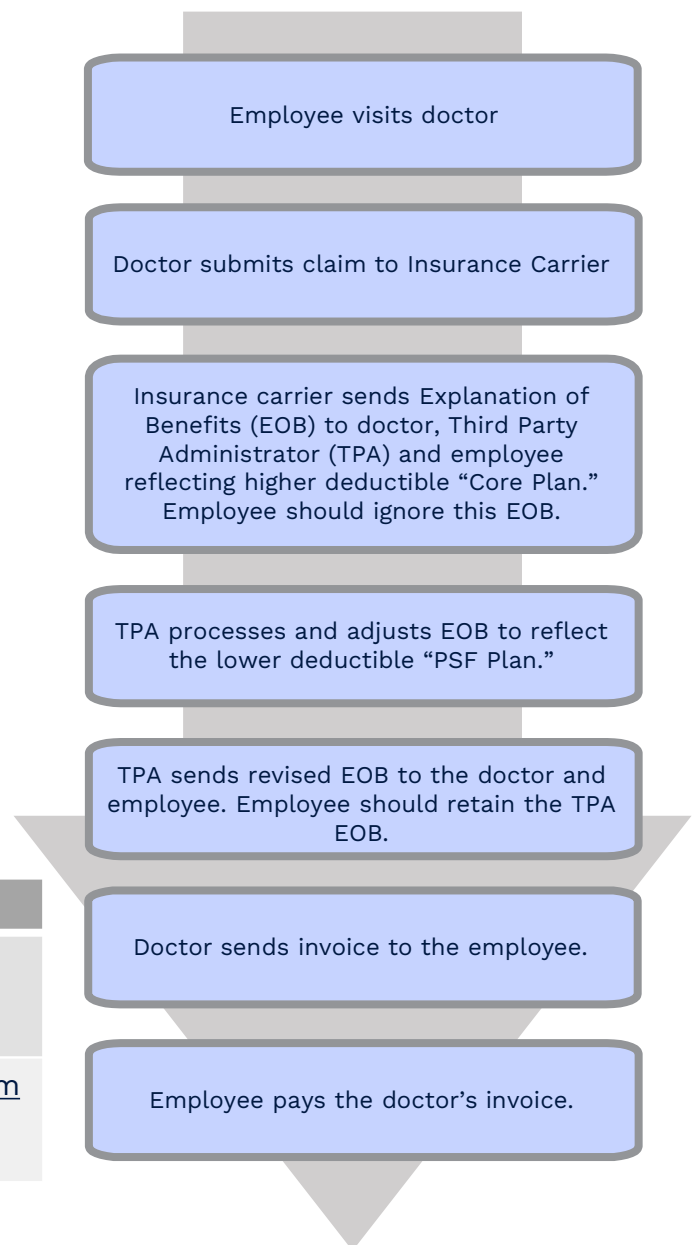 Employee visits doctor
Doctor submits claim to Insurance Carrier
Insurance carrier sends Explanation of
Benefits (EOB) to doctor, Third Party
Administrator (TPA) and employee
reflecting higher deductible “Core Plan.”
Employee should ignore this EOB.
TPA processes and adjusts EOB to reflect
the lower deductible “PSF Plan.”
TPA sends revised EOB to the doctor and
employee. Employee should retain the TPA
EOB.
Doctor sends invoice to the employee.
Employee pays the doctor’s invoice.